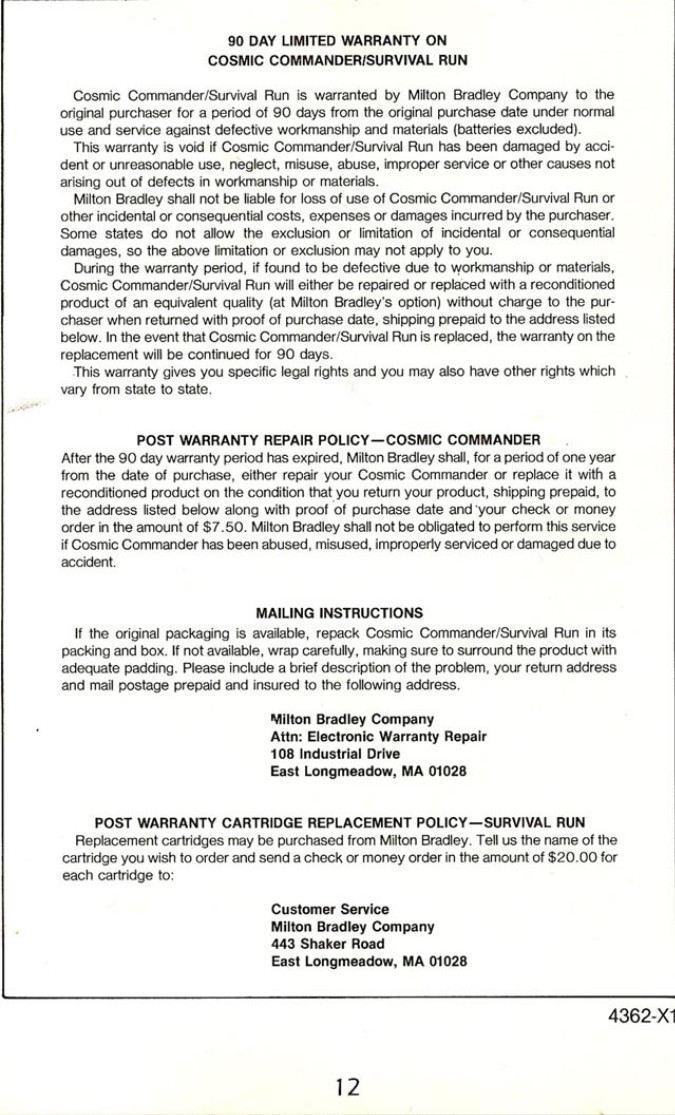 90 DAY LIMITED WARRANTY ON
COSMIC COMMANDER/SURVIVAL RUN
Cosmic Commander/Survival Run is warranted by Milton Bradley Company to the
original purchaser for a period of 90 days from the original purchase date under normal
use and service against defective workmanship and materials (batteries excluded).
This warranty is void if Cosmic Commander/Survival Run has been damaged by acci-
dent or unreasonable use, neglect, misuse, abuse, improper service or other causes not
arising out of defects in workmanship or materials.
Milton Bradley shall not be liable for loss of use of Cosmic Commander/Survival Run or
other incidental or consequential costs, expenses or damages incurred by the purchaser.
Some states do not allow the exclusion or limitation of incidental or consequential
damages, so the above limitation or exclusion may not apply to you.
During the warranty period, if found to be defective due to workmanship or materials,
Cosmic Commander/Survival Run will either be repaired or replaced with a reconditioned
product of an equivalent quality (at Milton Bradley's option) without charge to the pur-
chaser when returned with proof of purchase date, shipping prepaid to the address listed
below. In the event that Cosmic Commander/Survival Run is replaced, the warranty on the
replacement will be continued for 90 days.
This warranty gives you specific legal rights and you may also have other rights which
vary from state to state.
POST WARRANTY REPAIR POLICY—COSMIC COMMANDER
After the 90 day warranty period has expired, Milton Bradley shall, for a period of one year
from the date of purchase, either repair your Cosmic Commander or replace it with a
reconditioned product on the condition that you return your product, shipping prepaid, to
the address listed below along with proof of purchase date and your check or money
order in the amount of $7.50. Milton Bradley shall not be obligated to perform this service
if Cosmic Commander has been abused, misused, improperly serviced or damaged due to
accident.
MAILING INSTRUCTIONS
If the original packaging is available, repack Cosmic Commander/Survival Run in its
packing and box. If not available, wrap carefully, making sure to surround the product with
adequate padding. Please include a brief description of the problem, your return address
and mail postage prepaid and insured to the following address.
Milton Bradley Company
Attn: Electronic Warranty Repair
108 Industrial Drive
East Longmeadow, MA 01028
POST WARRANTY CARTRIDGE REPLACEMENT POLICY—SURVIVAL RUN
Replacement cartridges may be purchased from Milton Bradley. Tell us the name of the
cartridge you wish to order and send a check or money order in the amount of $20.00 for
each cartridge to:
Customer Service
Milton Bradley Company
443 Shaker Road
East Longmeadow, MA 01028
4362-X1
12